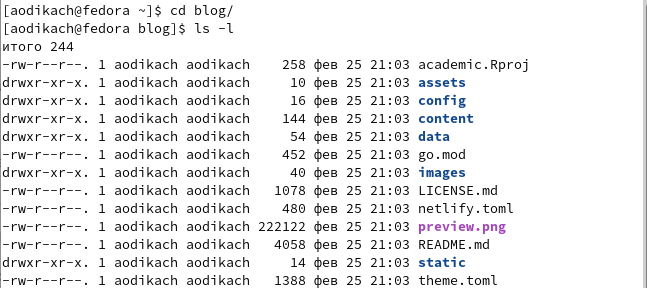 [aodikach@fedora ~]$ cd blog/
[aodikach@fedora blog]$ ls -l
итого 244
-rw-r--r--. 1 aodikach aodikach    258 фев 25 21:03 academic.Rproj
drwxr-xr-x. 1 aodikach aodikach     10 фев 25 21:03 assets
drwxr-xr-x. 1 aodikach aodikach     16 фев 25 21:03 config
drwxr-xr-x. 1 aodikach aodikach    144 фев 25 21:03 content
drwxr-xr-x. 1 aodikach aodikach     54 фев 25 21:03 data
-rw-r--r--. 1 aodikach aodikach    452 фев 25 21:03 go.mod
drwxr-xr-x. 1 aodikach aodikach     40 фев 25 21:03 images
-rw-r--r--. 1 aodikach aodikach   1078 фев 25 21:03 LICENSE.md
-rw-r--r--. 1 aodikach aodikach    480 фев 25 21:03 netlify.toml
-rw-r--r--. 1 aodikach aodikach 222122 фев 25 21:03 preview.png
-rw-r--r--. 1 aodikach aodikach   4058 фев 25 21:03 README.md
drwxr-xr-x. 1 aodikach aodikach     14 фев 25 21:03 static
-rw-r--r--. 1 aodikach aodikach   1388 фев 25 21:03 theme.toml